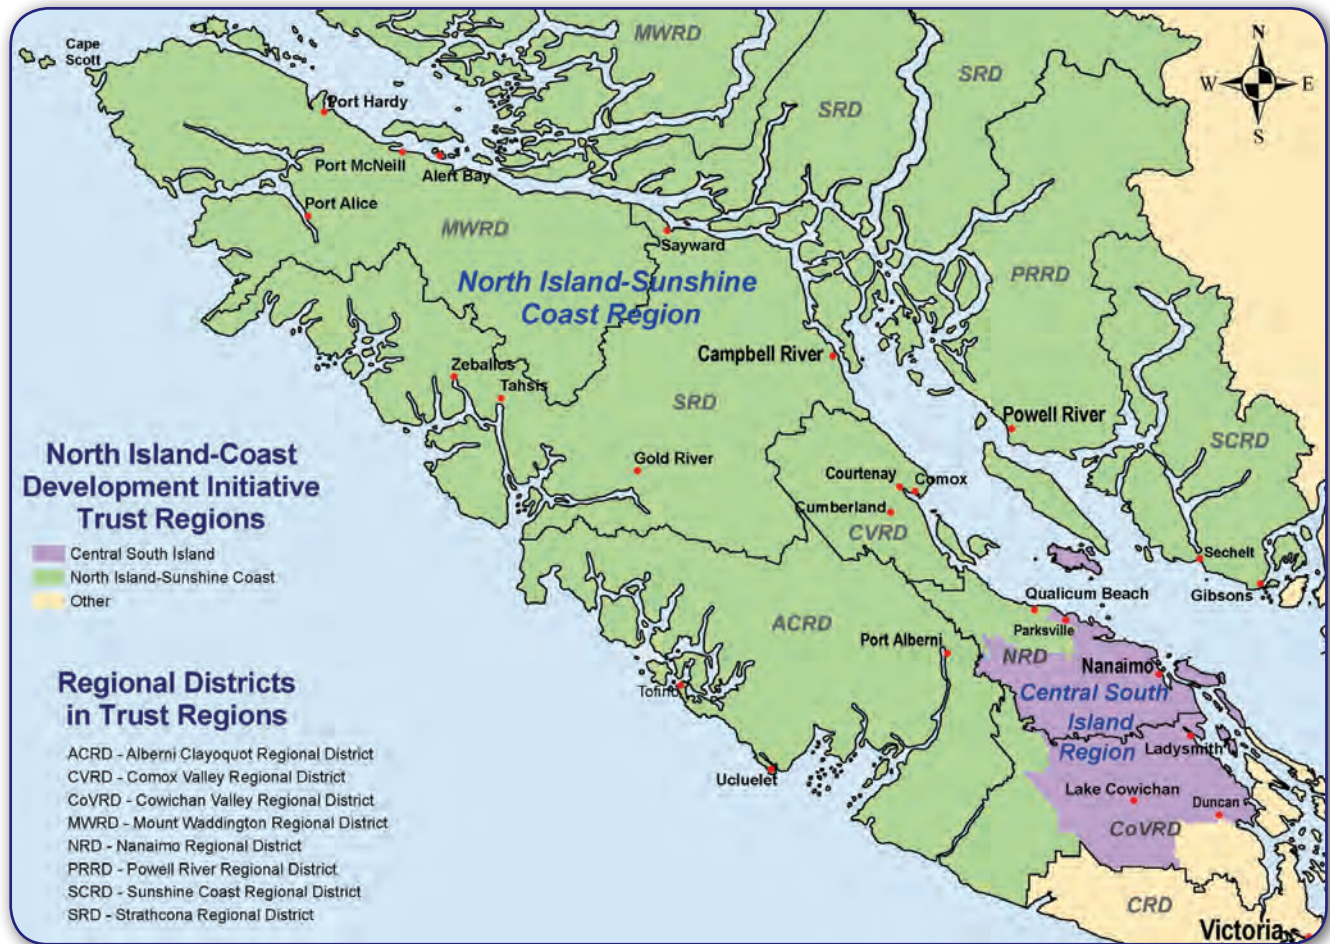 Cape
Scott
MWRD
SRD
SRD
N
W
E
S
Port Hardy
Port McNeill
Alert Bay
Port Alice
MWRD
Sayward
North Island-Sunshine
Coast Region
PRRD
Campbell River
Zeballos
Tahsis
SRD
Powell River
SCRD
Gold River
Courtenay
Comox
Cumberland
CVRD
Sechelt
Gibsons
Qualicum Beach
Parksville
ACRD
Port Alberni
NRD
Nanaimo
Tofino
Central South
Island
Region
Ladysmith
Ucluelet
Lake Cowichan
Duncan
CoVRD
CRD
Victoria
North Island-Coast
Development Initiative
Trust Regions
Central South Island
North Island-Sunshine Coast
Other
Regional Districts
in Trust Regions
ACRD - Alberni Clayoquot Regional District
CVRD - Comox Valley Regional District
CoVRD - Cowichan Valley Regional District
MWRD - Mount Waddington Regional District
NRD - Nanaimo Regional District
PRRD - Powell River Regional District
SCRD - Sunshine Coast Regional District
SRD - Strathcona Regional District